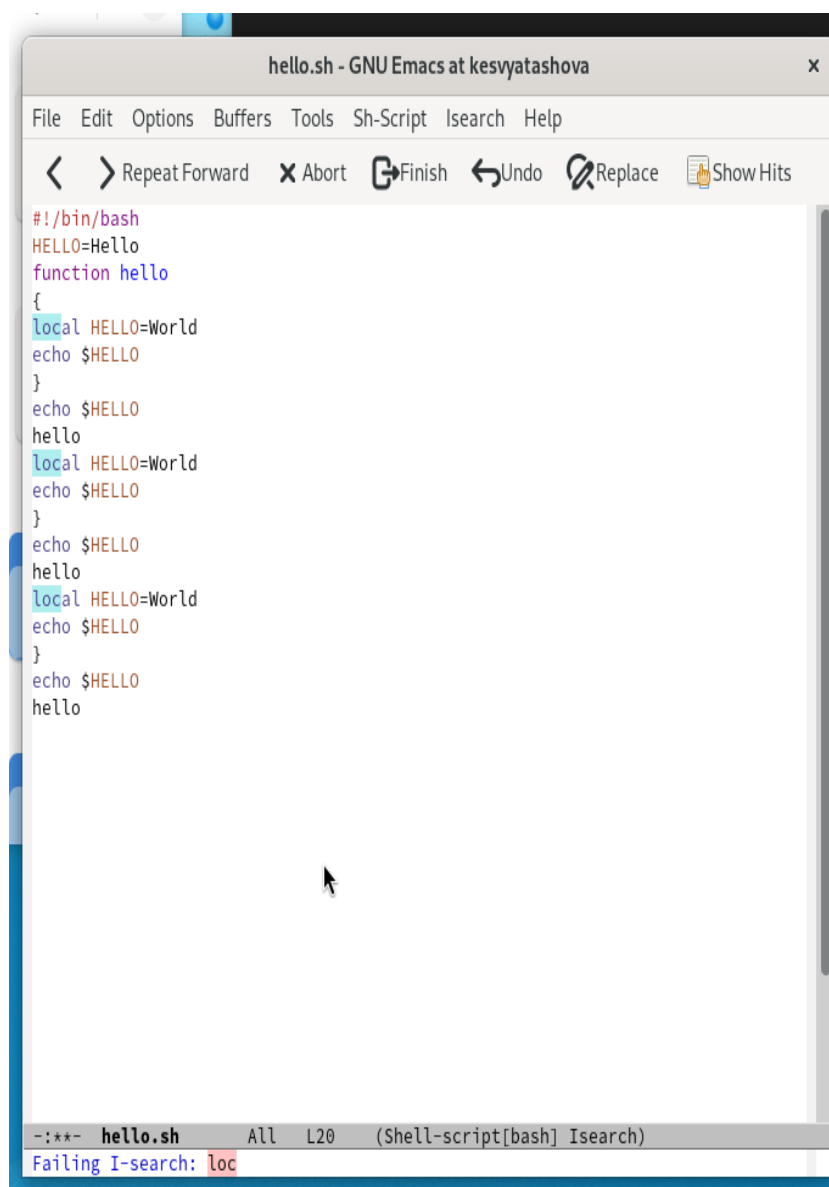 hello.sh - GNU Emacs at kesvyatashova x
File Edit Options Buffers Tools Sh-Script Isearch Help
Repeat Forward Abort Finish Undo Replace Show Hits
#!/bin/bash
HELLO=Hello
function hello
{
local HELLO=World
echo $HELLO
}
echo $HELLO
hello
local HELLO=World
echo $HELLO
}
echo $HELLO
hello
local HELLO=World
echo $HELLO
}
echo $HELLO
hello
-:**- hello.sh All L20 (Shell-script[bash] Isearch)
Failing I-search: loc